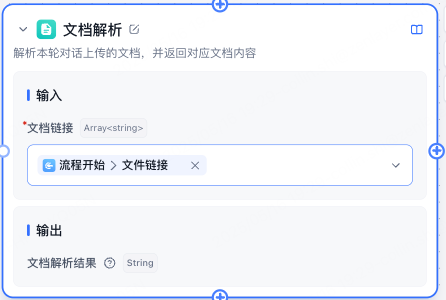 文档解析
解析本轮对话上传的文档，并返回对应文档内容
输入
*文档链接 Array<string>
流程开始 > 文件链接
输出
文档解析结果 String